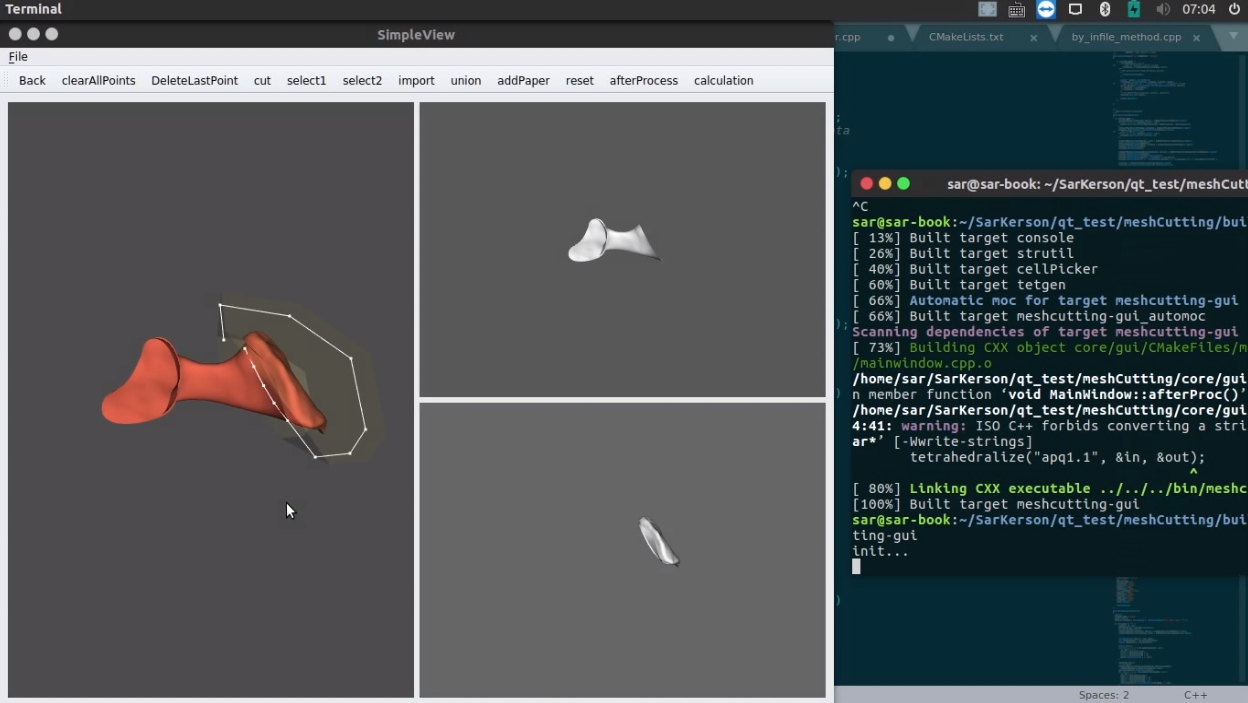 Terminal
07:04
SimpleView
File
Back clearAllPoints DeleteLastPoint cut select1 select2 import union addPaper reset afterProcess calculation
r.cpp CMakeLists.txt by_infile_method.cpp
;
ta
);
);
)
sar@sar-book: ~/SarKerson/qt_test/meshCutt
^C
sar@sar-book:~/SarKerson/qt_test/meshCutting/bui
[ 13%] Built target console
[ 26%] Built target strutil
[ 40%] Built target cellPicker
[ 60%] Built target tetgen
[ 66%] Automatic moc for target meshcutting-gui
[ 66%] Built target meshcutting-gui_automoc
Scanning dependencies of target meshcutting-gui
[ 73%] Building CXX object core/gui/CMakeFiles/m
/mainwindow.cpp.o
/home/sar/SarKerson/qt_test/meshCutting/core/gui
n member function ‘void MainWindow::afterProc()’
/home/sar/SarKerson/qt_test/meshCutting/core/gui
4:41: warning: ISO C++ forbids converting a stri
ar*’ [-Wwrite-strings]
tetrahedralize("apq1.1", &in, &out);
^
[ 80%] Linking CXX executable ../../../bin/meshc
[100%] Built target meshcutting-gui
sar@sar-book:~/SarKerson/qt_test/meshCutting/bui
ting-gui
init...
Spaces: 2 C++